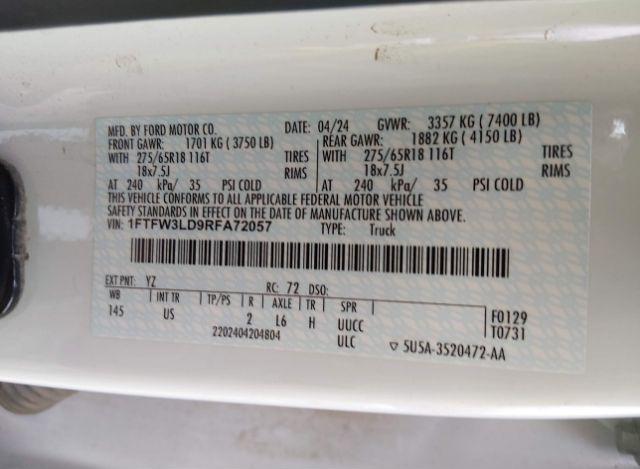 MFD. BY FORD MOTOR CO. DATE: 04/24 GVWR: 3357 KG ( 7400 LB)
FRONT GAWR: 1701 KG ( 3750 LB) REAR GAWR: 1882 KG ( 4150 LB)
WITH 275/65R18 116T TIRES WITH 275/65R18 116T TIRES
18x7.5J RIMS 18x7.5J RIMS
AT 240 kPa/ 35 PSI COLD AT 240 kPa/ 35 PSI COLD
THIS VEHICLE CONFORMS TO ALL APPLICABLE FEDERAL MOTOR VEHICLE
SAFETY STANDARDS IN EFFECT ON THE DATE OF MANUFACTURE SHOWN ABOVE.
VIN: 1FTFW3LD9RFA72057 TYPE: Truck
EXT PNT: YZ RC: 72 DSO:
WB INT TR TP/PS R AXLE TR SPR F0129
145 US 2 L6 H UUCC T0731
2202404204804 ULC ▽ 5U5A-3520472-AA